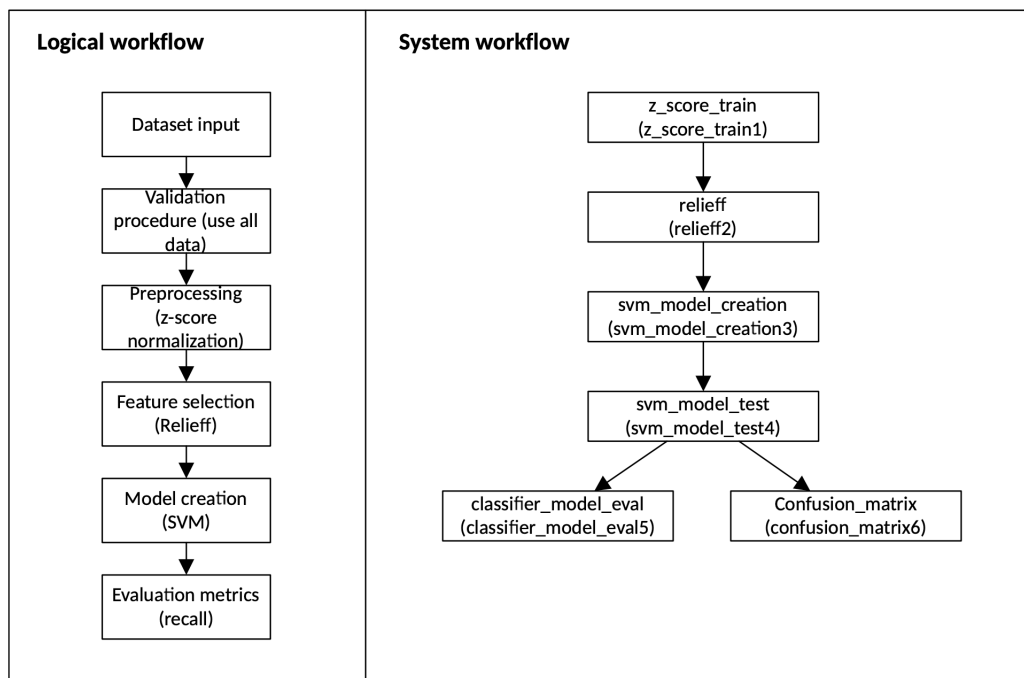 Logical workflow
Dataset input
Validation
procedure (use all
data)
Preprocessing
(z-score
normalization)
Feature selection
(Relieff)
Model creation
(SVM)
Evaluation metrics
(recall)
System workflow
z_score_train
(z_score_train1)
relieff
(relieff2)
svm_model_creation
(svm_model_creation3)
svm_model_test
(svm_model_test4)
classifier_model_eval
(classifier_model_eval5)
Confusion_matrix
(confusion_matrix6)